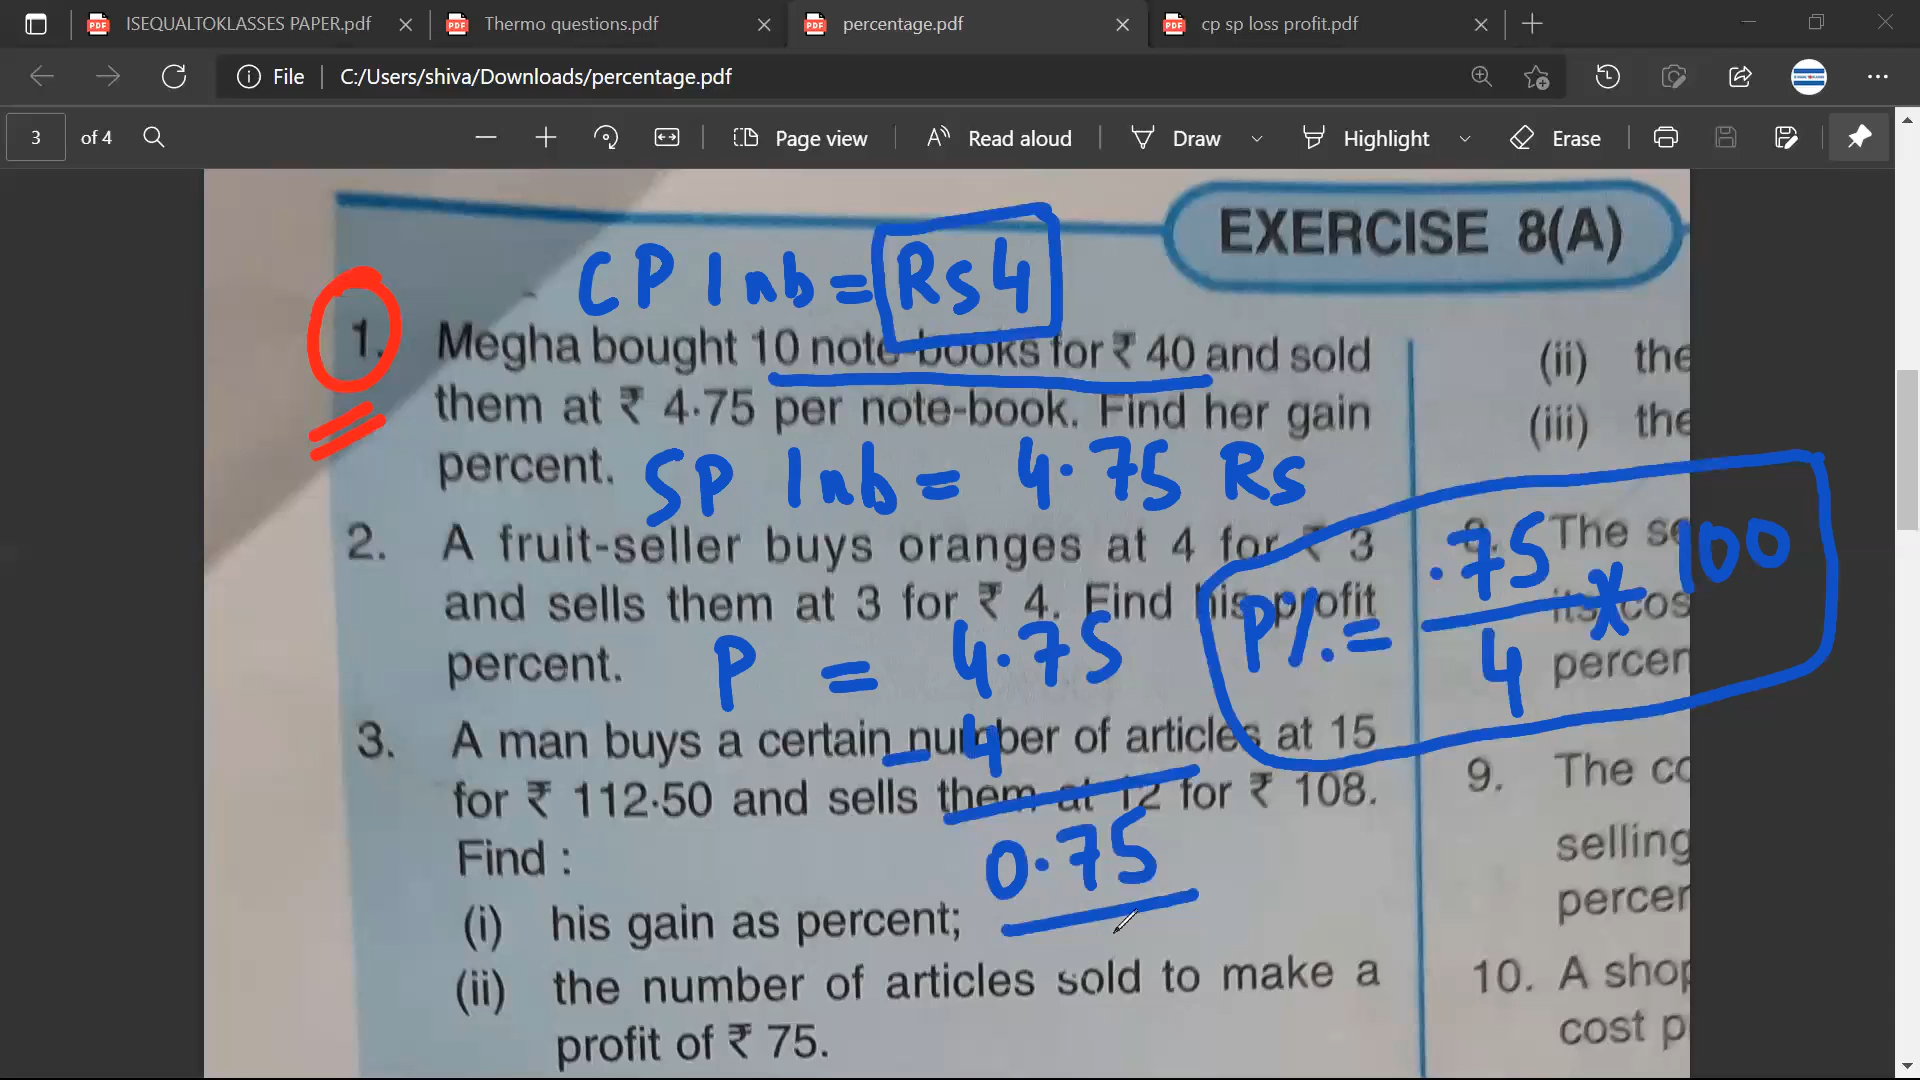 ISEQUALTOKLASSES PAPER.pdf
Thermo questions.pdf
percentage.pdf
cp sp loss profit.pdf
File
C:/Users/shiva/Downloads/percentage.pdf
3 of 4
Page view
Read aloud
Draw
Highlight
Erase
EXERCISE 8(A)
CP 1nb = Rs 4
1. Megha bought 10 note-books for ₹ 40 and sold
them at ₹ 4·75 per note-book. Find her gain
percent.
SP 1nb = 4.75 Rs
2. A fruit-seller buys oranges at 4 for ₹ 3
and sells them at 3 for ₹ 4. Find his profit
percent.
P = 4.75
- 4
0.75
P%. = .75 / 4 * 100
3. A man buys a certain number of articles at 15
for ₹ 112·50 and sells them at 12 for ₹ 108.
Find :
(i) his gain as percent;
(ii) the number of articles sold to make a
profit of ₹ 75.
(ii) the
(iii) the
8. The se
its cos
percen
9. The co
selling
percen
10. A shop
cost p